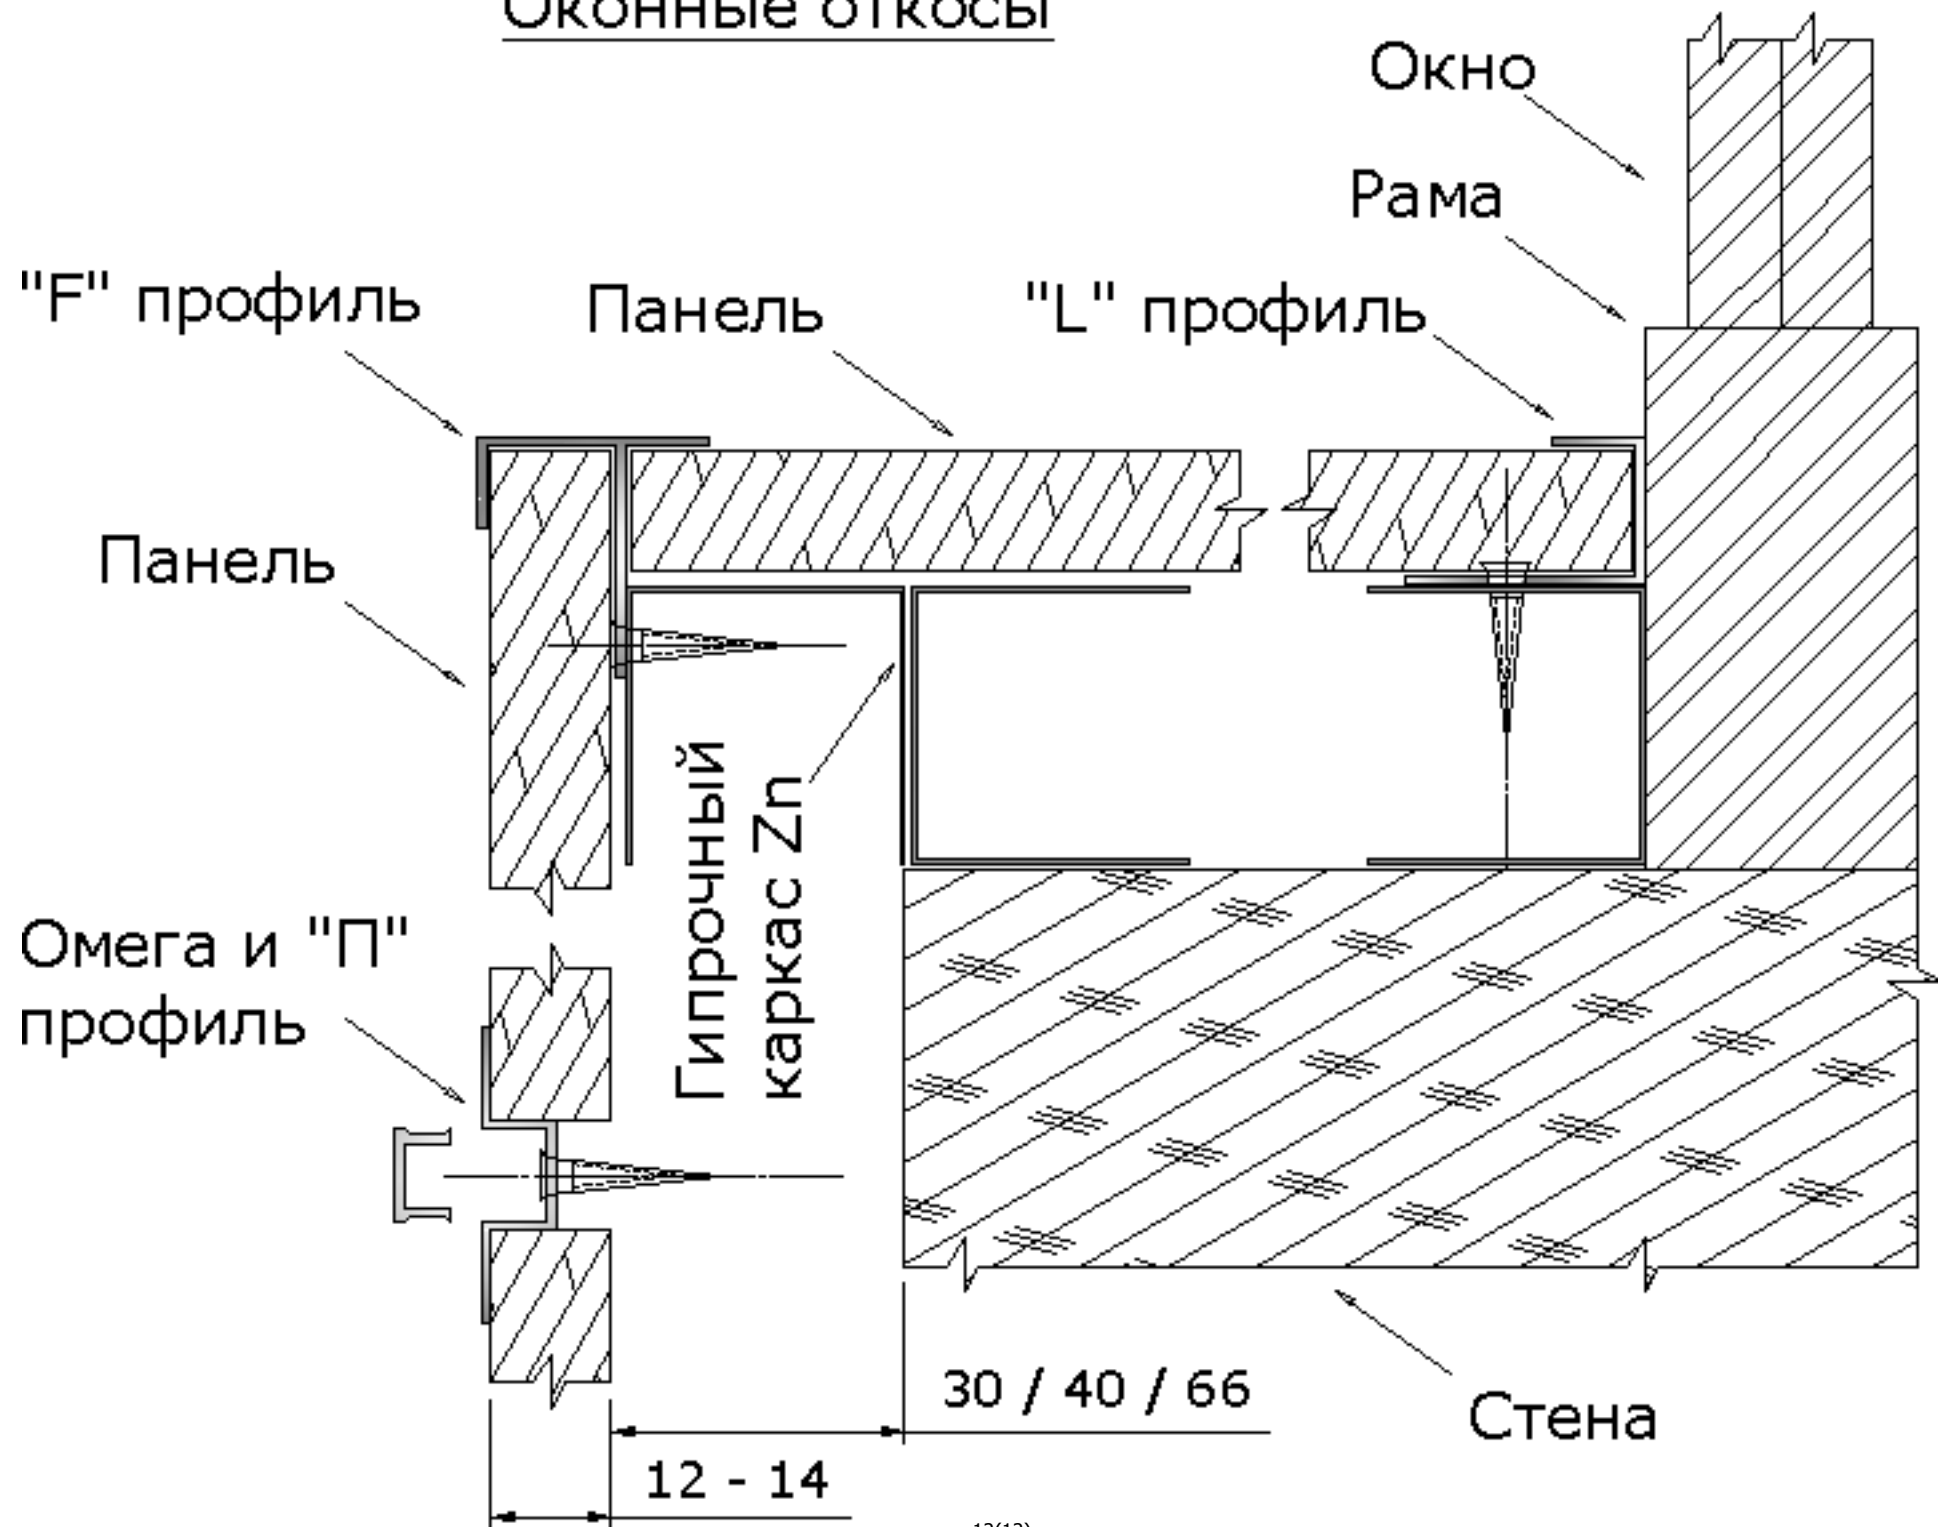 Оконные откосы
Окно
Рама
"F" профиль
Панель
"L" профиль
Панель
Гипрочный
каркас Zn
Омега и "П"
профиль
30 / 40 / 66
Стена
12 - 14